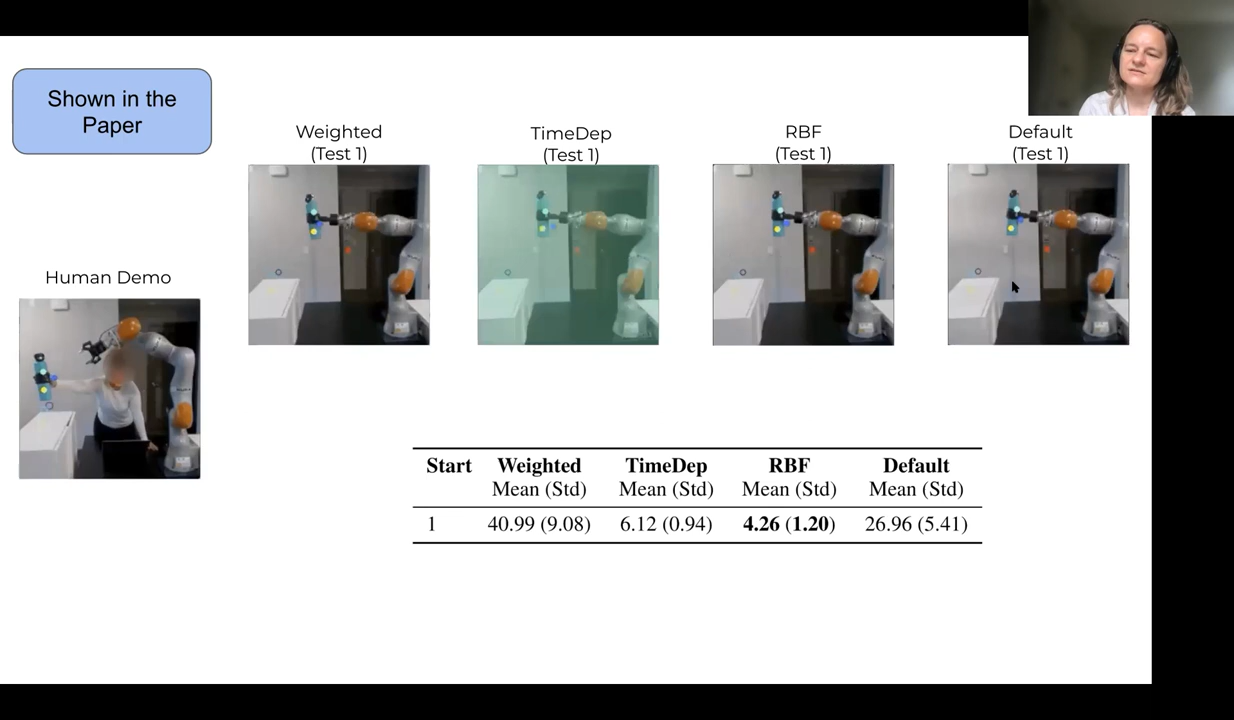 Shown in the
Paper
Weighted
(Test 1)
TimeDep
(Test 1)
RBF
(Test 1)
Default
(Test 1)
Human Demo
Start Weighted TimeDep RBF Default
Mean (Std) Mean (Std) Mean (Std) Mean (Std)
1 40.99 (9.08) 6.12 (0.94) 4.26 (1.20) 26.96 (5.41)